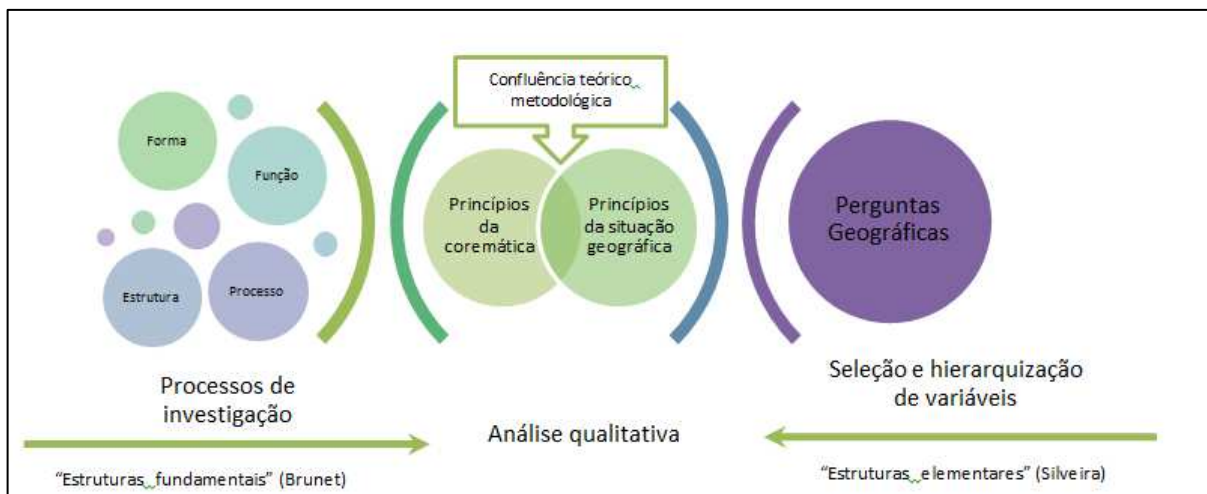 Confluência teórico
metodológica
Forma
Função
Estrutura
Processo
Princípios
da
coremática
Princípios
da situação
geográfica
Perguntas
Geográficas
Processos de
investigação
Análise qualitativa
Seleção e hierarquização
de variáveis
“Estruturas fundamentais” (Brunet)
“Estruturas elementares” (Silveira)